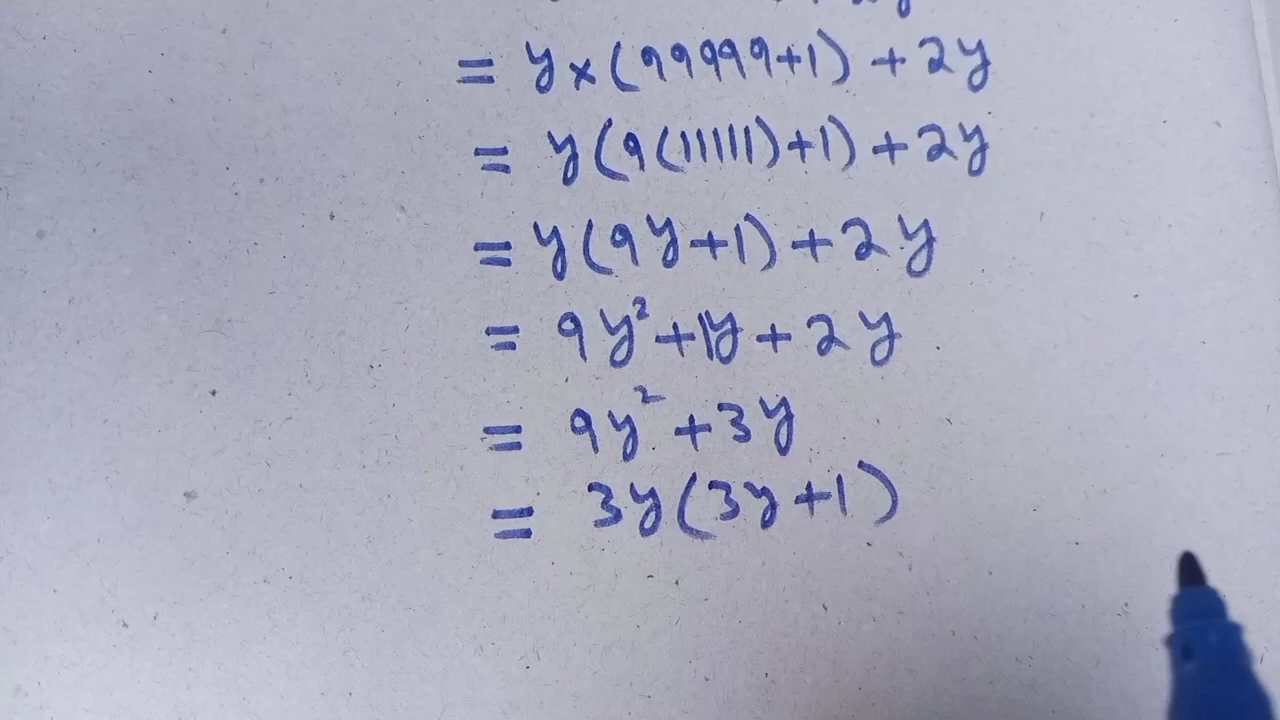 = y×(99999+1) + 2y
= y(9(11111)+1) + 2y
= y(9y+1) + 2y
= 9y²+1y+2y
= 9y²+3y
= 3y(3y+1)